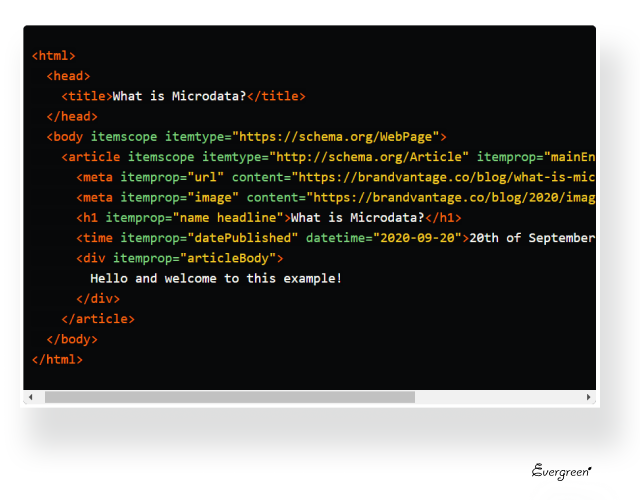 <html>
<head>
<title>What is Microdata?</title>
</head>
<body itemscope itemtype="https://schema.org/WebPage">
<article itemscope itemtype="http://schema.org/Article" itemprop="mainEn
<meta itemprop="url" content="https://brandvantage.co/blog/what-is-mic
<meta itemprop="image" content="https://brandvantage.co/blog/2020/imag
<h1 itemprop="name headline">What is Microdata?</h1>
<time itemprop="datePublished" datetime="2020-09-20">20th of September
<div itemprop="articleBody">
Hello and welcome to this example!
</div>
</article>
</body>
</html>
Evergreen